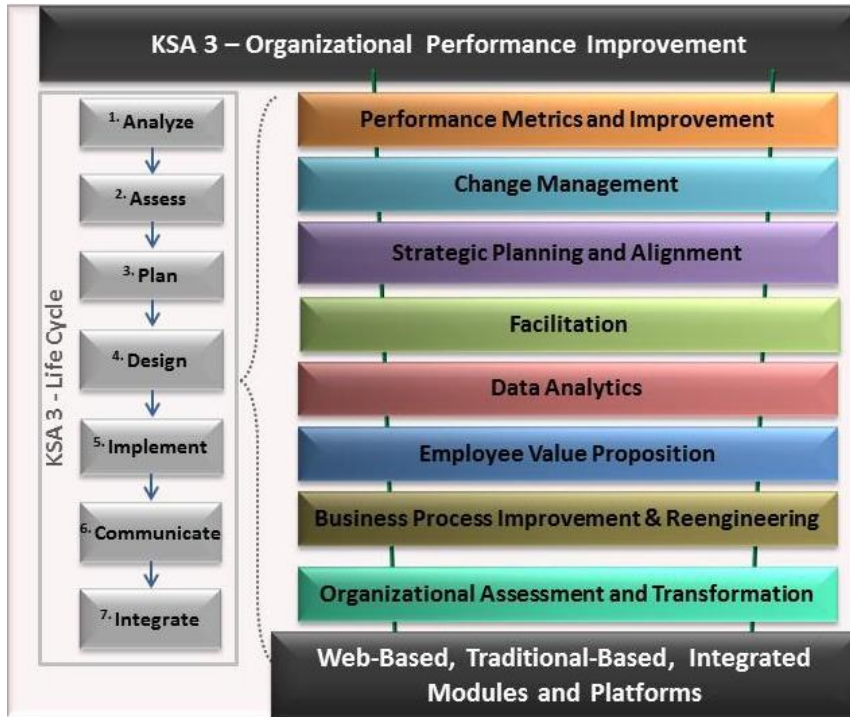 KSA 3 – Organizational Performance Improvement
KSA 3 - Life Cycle
1. Analyze
2. Assess
3. Plan
4. Design
5. Implement
6. Communicate
7. Integrate
Performance Metrics and Improvement
Change Management
Strategic Planning and Alignment
Facilitation
Data Analytics
Employee Value Proposition
Business Process Improvement & Reengineering
Organizational Assessment and Transformation
Web-Based, Traditional-Based, Integrated
Modules and Platforms